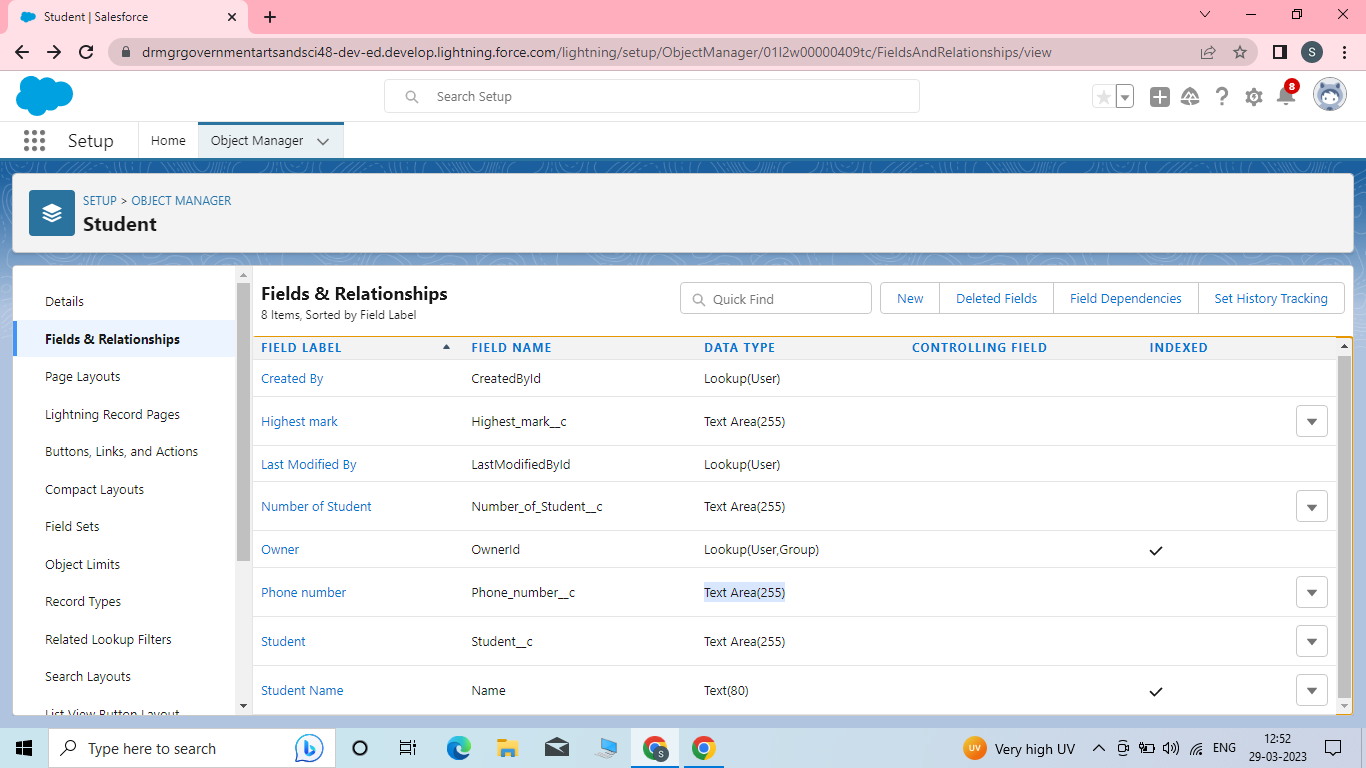 Student | Salesforce
drmgrgovernmentartsandsci48-dev-ed.develop.lightning.force.com/lightning/setup/ObjectManager/01I2w00000409tc/FieldsAndRelationships/view
S
Search Setup
8
Setup
Home
Object Manager
SETUP > OBJECT MANAGER
Student
Details
Fields & Relationships
Page Layouts
Lightning Record Pages
Buttons, Links, and Actions
Compact Layouts
Field Sets
Object Limits
Record Types
Related Lookup Filters
Search Layouts
List View Button Layout
Fields & Relationships
8 Items, Sorted by Field Label
Quick Find
New
Deleted Fields
Field Dependencies
Set History Tracking
FIELD LABEL FIELD NAME DATA TYPE CONTROLLING FIELD INDEXED
Created By CreatedById Lookup(User)
Highest mark Highest_mark__c Text Area(255)
Last Modified By LastModifiedById Lookup(User)
Number of Student Number_of_Student__c Text Area(255)
Owner OwnerId Lookup(User,Group)
Phone number Phone_number__c Text Area(255)
Student Student__c Text Area(255)
Student Name Name Text(80)
Type here to search
S
UV Very high UV
ENG
12:52
29-03-2023